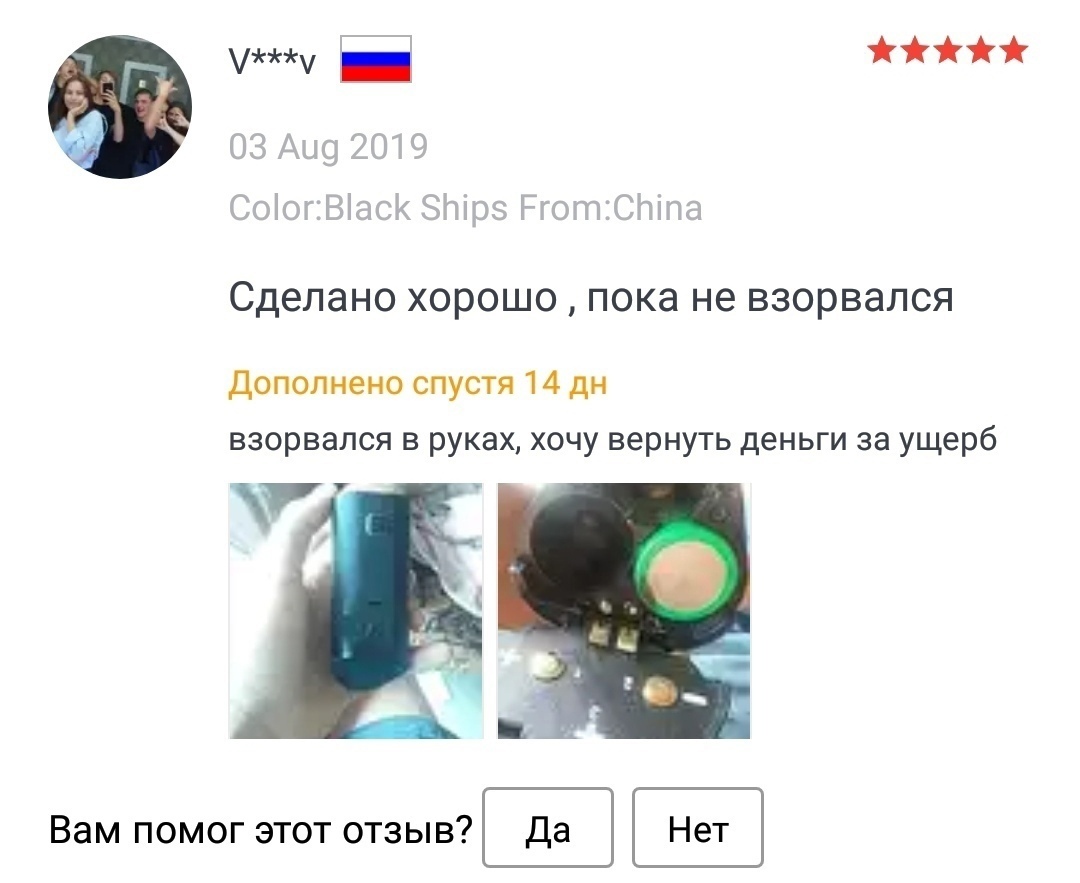 V***v
03 Aug 2019
Color:Black Ships From:China
Сделано хорошо , пока не взорвался
Дополнено спустя 14 дн
взорвался в руках, хочу вернуть деньги за ущерб
Вам помог этот отзыв? Да Нет